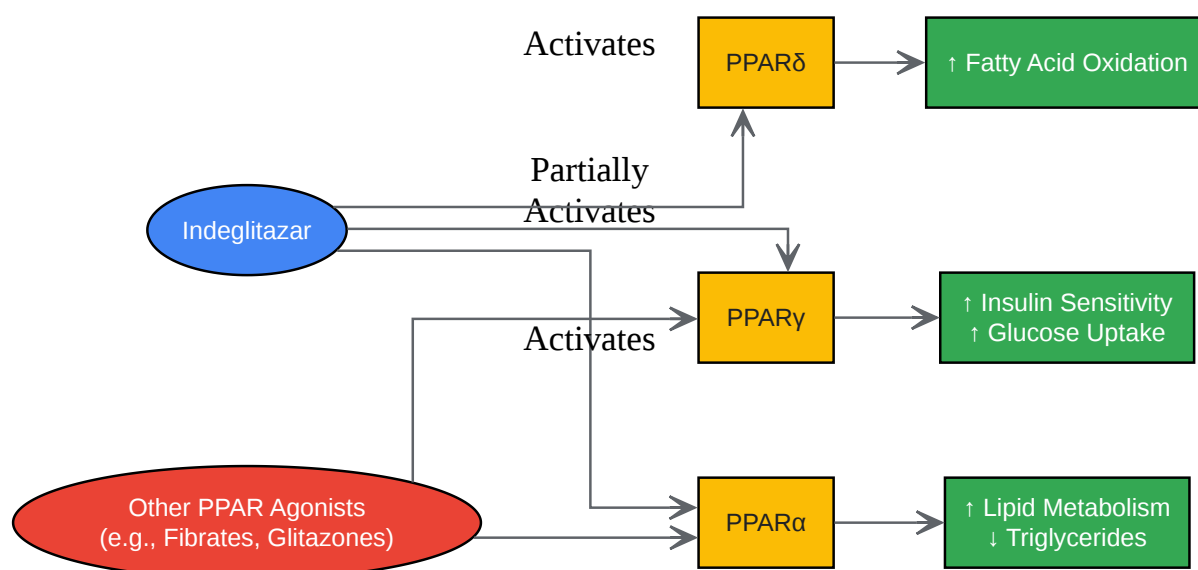 Activates
PPARδ
↑ Fatty Acid Oxidation
Partially
Activates
Indeglitazar
Activates
PPARγ
↑ Insulin Sensitivity
↑ Glucose Uptake
Other PPAR Agonists
(e.g., Fibrates, Glitazones)
PPARα
↑ Lipid Metabolism
↓ Triglycerides